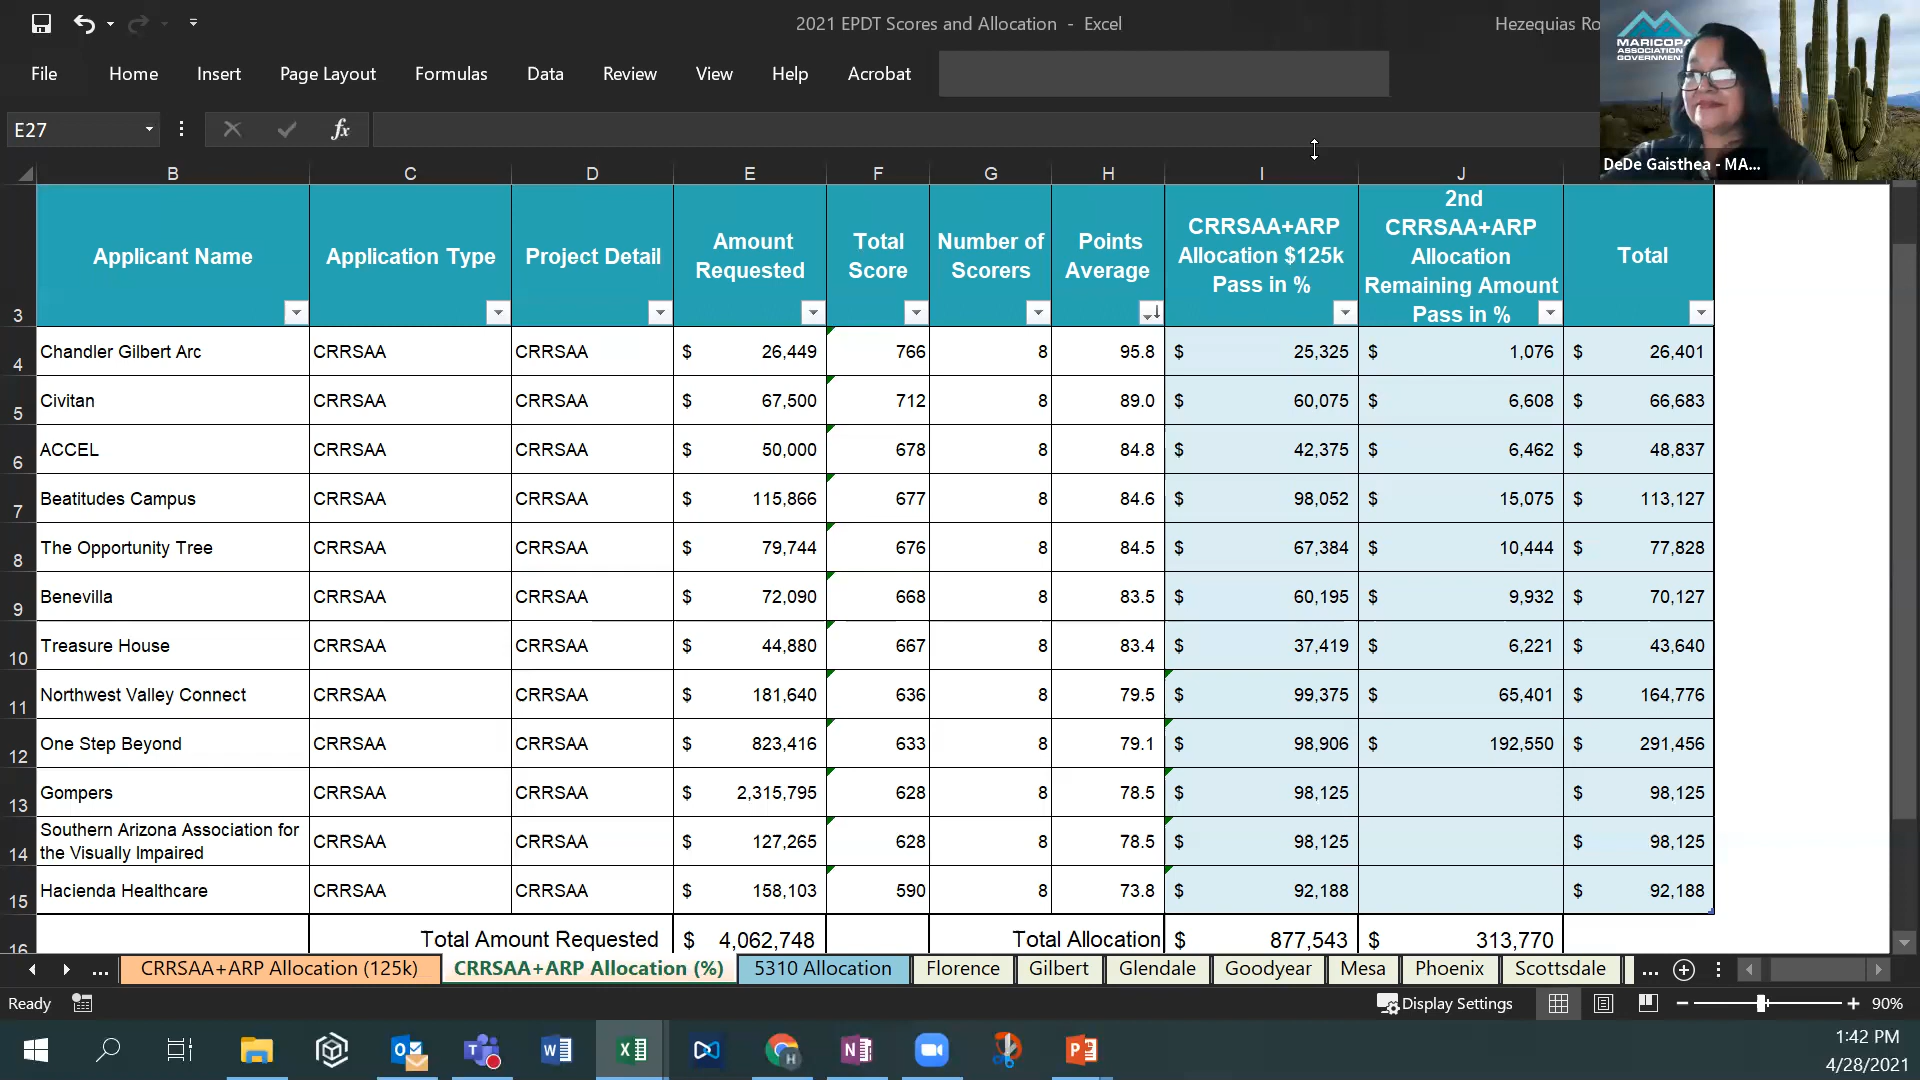 2021 EPDT Scores and Allocation - Excel
Hezequias Ro
MARICOPA
ASSOCIATION of
GOVERNMENTS
File Home Insert Page Layout Formulas Data Review View Help Acrobat
E27
fx
DeDe Gaisthea - MA...
B C D E F G H I J
Applicant Name Application Type Project Detail Amount Requested Total Score Number of Scorers Points Average CRRSAA+ARP Allocation $125k Pass in % 2nd CRRSAA+ARP Allocation Remaining Amount Pass in % Total
3
4 Chandler Gilbert Arc CRRSAA CRRSAA $ 26,449 766 8 95.8 $ 25,325 $ 1,076 $ 26,401
5 Civitan CRRSAA CRRSAA $ 67,500 712 8 89.0 $ 60,075 $ 6,608 $ 66,683
6 ACCEL CRRSAA CRRSAA $ 50,000 678 8 84.8 $ 42,375 $ 6,462 $ 48,837
7 Beatitudes Campus CRRSAA CRRSAA $ 115,866 677 8 84.6 $ 98,052 $ 15,075 $ 113,127
8 The Opportunity Tree CRRSAA CRRSAA $ 79,744 676 8 84.5 $ 67,384 $ 10,444 $ 77,828
9 Benevilla CRRSAA CRRSAA $ 72,090 668 8 83.5 $ 60,195 $ 9,932 $ 70,127
10 Treasure House CRRSAA CRRSAA $ 44,880 667 8 83.4 $ 37,419 $ 6,221 $ 43,640
11 Northwest Valley Connect CRRSAA CRRSAA $ 181,640 636 8 79.5 $ 99,375 $ 65,401 $ 164,776
12 One Step Beyond CRRSAA CRRSAA $ 823,416 633 8 79.1 $ 98,906 $ 192,550 $ 291,456
13 Gompers CRRSAA CRRSAA $ 2,315,795 628 8 78.5 $ 98,125 $ 98,125
14 Southern Arizona Association for the Visually Impaired CRRSAA CRRSAA $ 127,265 628 8 78.5 $ 98,125 $ 98,125
15 Hacienda Healthcare CRRSAA CRRSAA $ 158,103 590 8 73.8 $ 92,188 $ 92,188
16 Total Amount Requested $ 4,062,748 Total Allocation $ 877,543 $ 313,770
... CRRSAA+ARP Allocation (125k) CRRSAA+ARP Allocation (%) 5310 Allocation Florence Gilbert Glendale Goodyear Mesa Phoenix Scottsdale ...
Ready Display Settings 90%
1:42 PM
4/28/2021